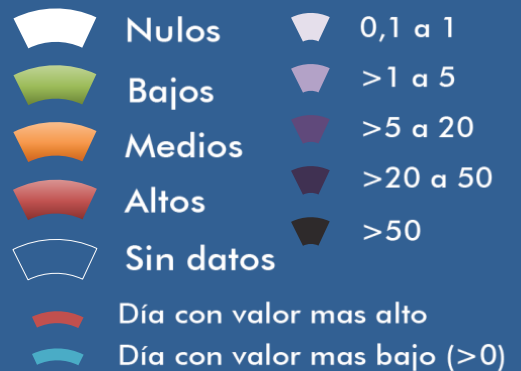 Nulos
Bajos
Medios
Altos
Sin datos
0,1 a 1
>1 a 5
>5 a 20
>20 a 50
>50
Día con valor mas alto
Día con valor mas bajo (>0)